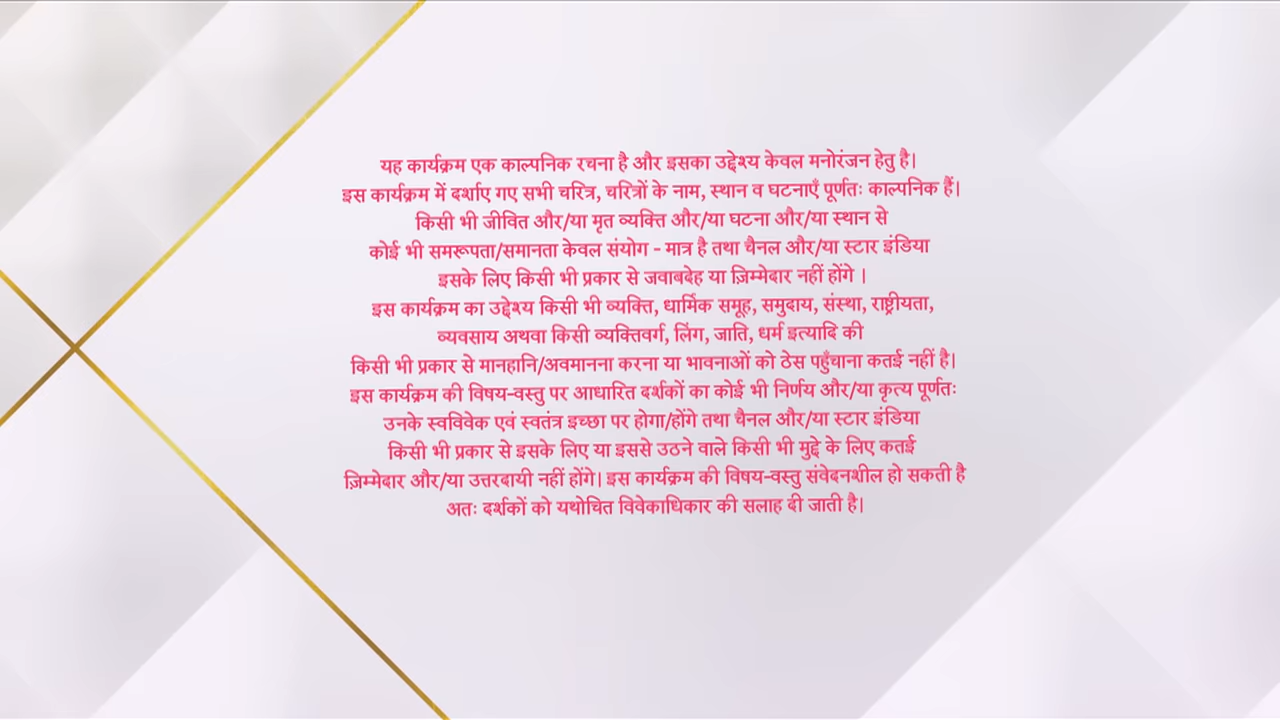 यह कार्यक्रम एक काल्पनिक रचना है और इसका उद्देश्य केवल मनोरंजन हेतु है।
इस कार्यक्रम में दर्शाए गए सभी चरित्र, चरित्रों के नाम, स्थान व घटनाएँ पूर्णतः काल्पनिक हैं।
किसी भी जीवित और/या मृत व्यक्ति और/या घटना और/या स्थान से
कोई भी समरूपता/समानता केवल संयोग - मात्र है तथा चैनल और/या स्टार इंडिया
इसके लिए किसी भी प्रकार से जवाबदेह या ज़िम्मेदार नहीं होंगे ।
इस कार्यक्रम का उद्देश्य किसी भी व्यक्ति, धार्मिक समूह, समुदाय, संस्था, राष्ट्रीयता,
व्यवसाय अथवा किसी व्यक्तिवर्ग, लिंग, जाति, धर्म इत्यादि की
किसी भी प्रकार से मानहानि/अवमानना करना या भावनाओं को ठेस पहुँचाना कतई नहीं है।
इस कार्यक्रम की विषय-वस्तु पर आधारित दर्शकों का कोई भी निर्णय और/या कृत्य पूर्णतः
उनके स्वविवेक एवं स्वतंत्र इच्छा पर होगा/होंगे तथा चैनल और/या स्टार इंडिया
किसी भी प्रकार से इसके लिए या इससे उठने वाले किसी भी मुद्दे के लिए कतई
ज़िम्मेदार और/या उत्तरदायी नहीं होंगे। इस कार्यक्रम की विषय-वस्तु संवेदनशील हो सकती है
अतः दर्शकों को यथोचित विवेकाधिकार की सलाह दी जाती है।